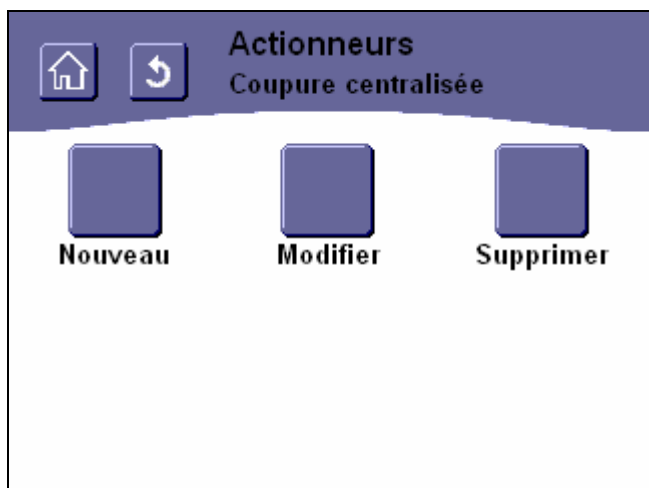 Actionneurs
Coupure centralisée
Nouveau
Modifier
Supprimer